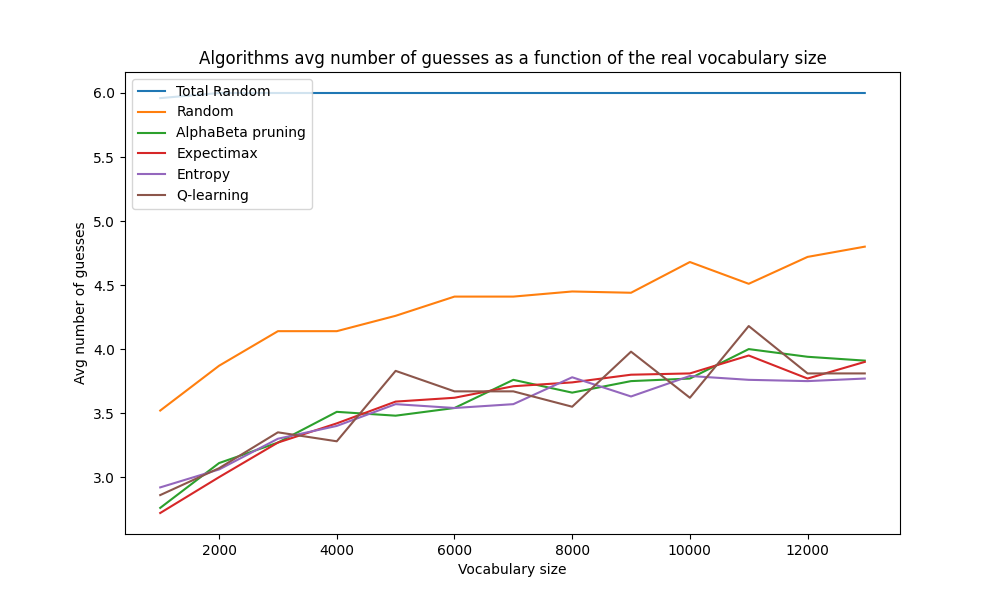 Algorithms avg number of guesses as a function of the real vocabulary size
6.0
5.5
5.0
4.5
4.0
3.5
3.0
Avg number of guesses
Total Random
Random
AlphaBeta pruning
Expectimax
Entropy
Q-learning
2000 4000 6000 8000 10000 12000
Vocabulary size